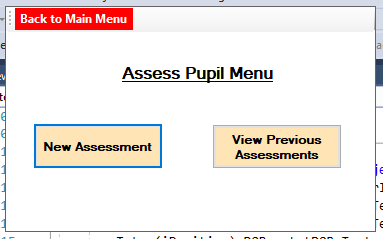 Back to Main Menu
Assess Pupil Menu
New Assessment
View Previous
Assessments